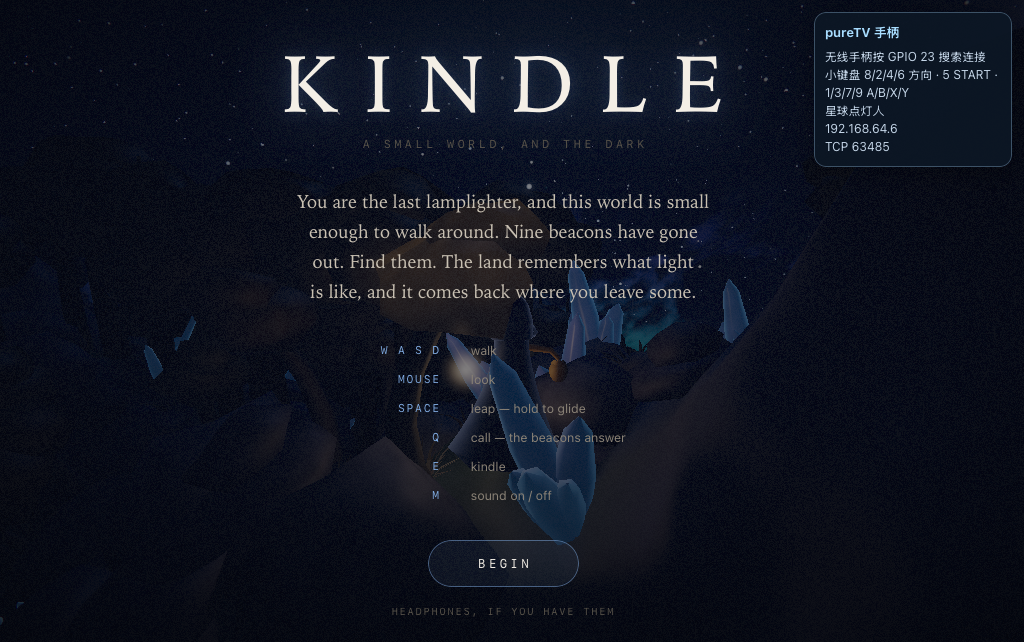 KINDLE
A SMALL WORLD, AND THE DARK
You are the last lamplighter, and this world is small
enough to walk around. Nine beacons have gone
out. Find them. The land remembers what light
is like, and it comes back where you leave some.
W A S D walk
MOUSE look
SPACE leap — hold to glide
Q call — the beacons answer
E kindle
M sound on / off
BEGIN
HEADPHONES, IF YOU HAVE THEM
pureTV 手柄
无线手柄按 GPIO 23 搜索连接
小键盘 8/2/4/6 方向 · 5 START ·
1/3/7/9 A/B/X/Y
星球点灯人
192.168.64.6
TCP 63485